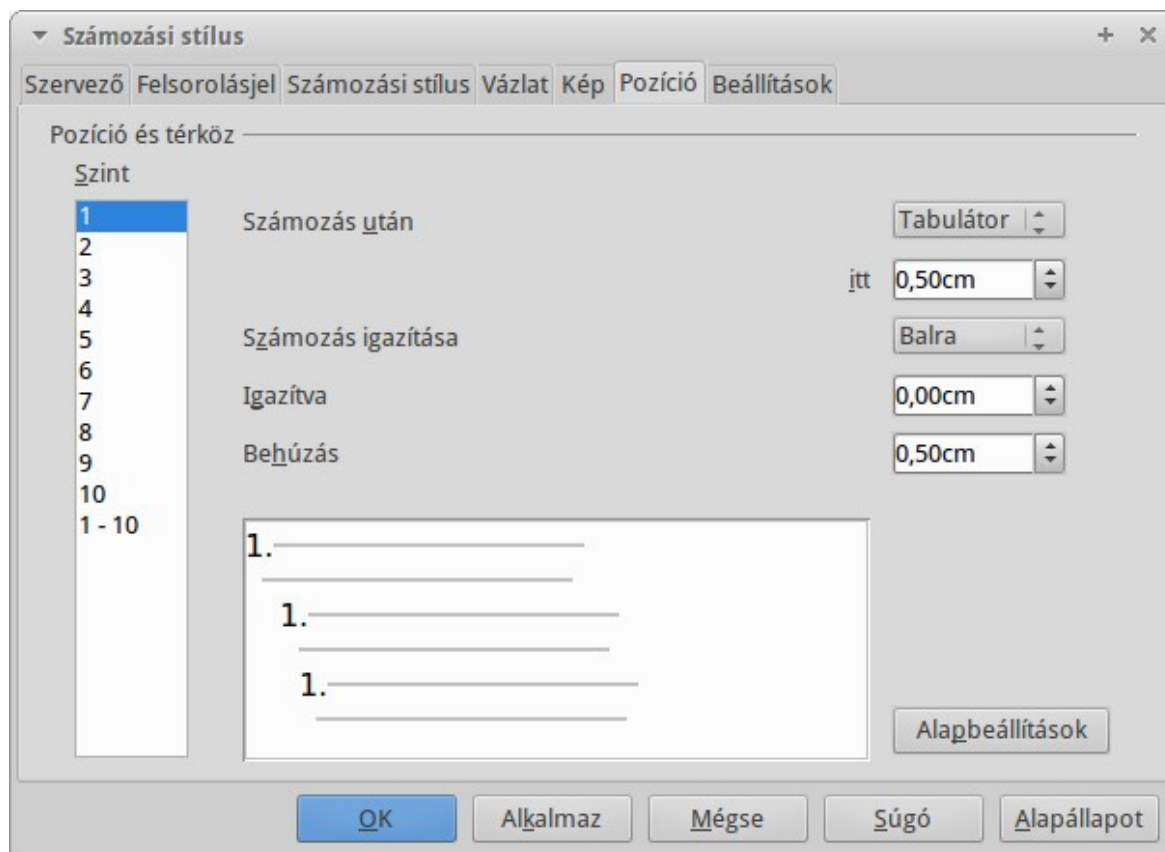 Számozási stílus
Szervező Felsorolásjel Számozási stílus Vázlat Kép Pozíció Beállítások
Pozíció és térköz
Szint
1
2
3
4
5
6
7
8
9
10
1 - 10
Számozás után Tabulátor
itt 0,50cm
Számozás igazítása Balra
Igazítva 0,00cm
Behúzás 0,50cm
1.
1.
1.
Alapbeállítások
OK Alkalmaz Mégse Súgó Alapállapot